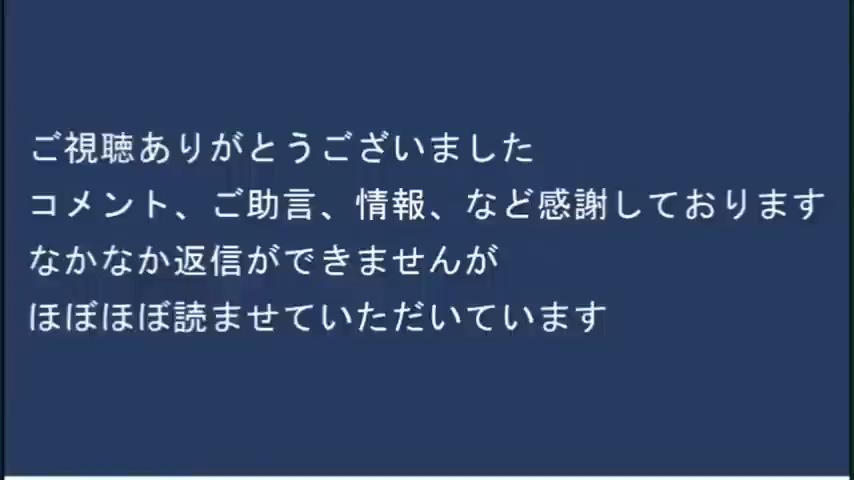 ご視聴ありがとうございました
コメント、ご助言、情報、など感謝しております
なかなか返信ができませんが
ほぼほぼ読ませていただいています